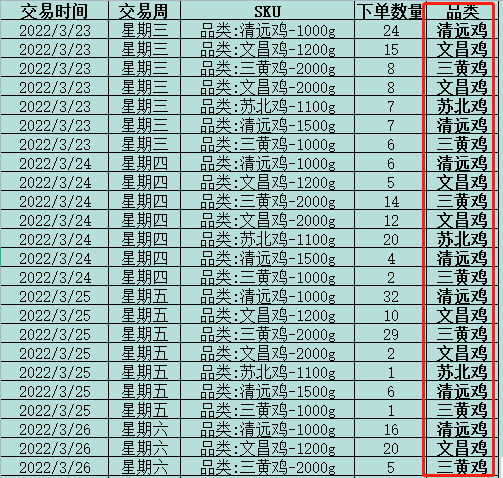 交易时间 交易周 SKU 下单数量 品类
2022/3/23 星期三 品类:清远鸡-1000g 24 清远鸡
2022/3/23 星期三 品类:文昌鸡-1200g 15 文昌鸡
2022/3/23 星期三 品类:三黄鸡-2000g 8 三黄鸡
2022/3/23 星期三 品类:文昌鸡-2000g 8 文昌鸡
2022/3/23 星期三 品类:苏北鸡-1100g 7 苏北鸡
2022/3/23 星期三 品类:清远鸡-1500g 7 清远鸡
2022/3/23 星期三 品类:三黄鸡-1000g 6 三黄鸡
2022/3/24 星期四 品类:清远鸡-1000g 6 清远鸡
2022/3/24 星期四 品类:文昌鸡-1200g 5 文昌鸡
2022/3/24 星期四 品类:三黄鸡-2000g 14 三黄鸡
2022/3/24 星期四 品类:文昌鸡-2000g 12 文昌鸡
2022/3/24 星期四 品类:苏北鸡-1100g 20 苏北鸡
2022/3/24 星期四 品类:清远鸡-1500g 4 清远鸡
2022/3/24 星期四 品类:三黄鸡-1000g 2 三黄鸡
2022/3/25 星期五 品类:清远鸡-1000g 32 清远鸡
2022/3/25 星期五 品类:文昌鸡-1200g 10 文昌鸡
2022/3/25 星期五 品类:三黄鸡-2000g 29 三黄鸡
2022/3/25 星期五 品类:文昌鸡-2000g 2 文昌鸡
2022/3/25 星期五 品类:苏北鸡-1100g 1 苏北鸡
2022/3/25 星期五 品类:清远鸡-1500g 6 清远鸡
2022/3/25 星期五 品类:三黄鸡-1000g 1 三黄鸡
2022/3/26 星期六 品类:清远鸡-1000g 16 清远鸡
2022/3/26 星期六 品类:文昌鸡-1200g 20 文昌鸡
2022/3/26 星期六 品类:三黄鸡-2000g 5 三黄鸡